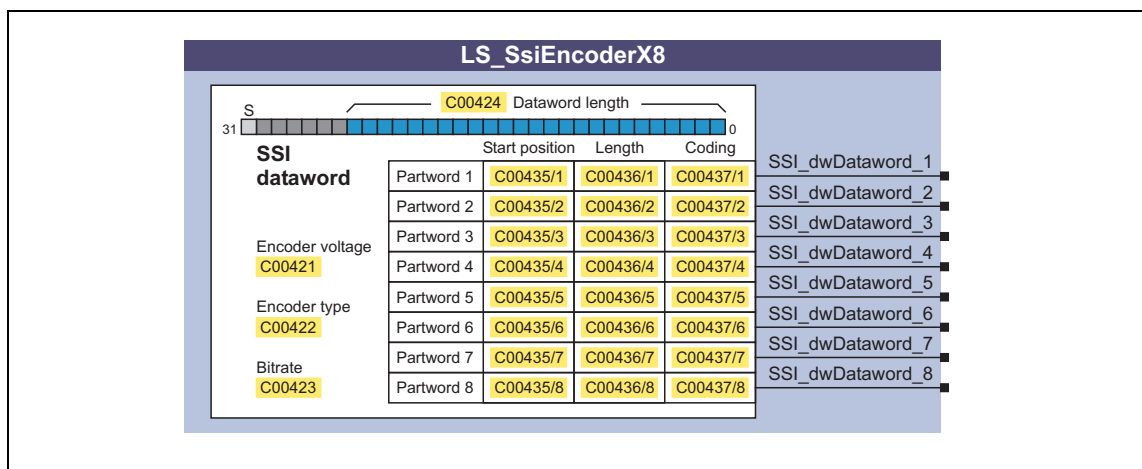 LS_SsiEncoderX8
S
C00424 Dataword length
31
0
SSI
dataword
Start position Length Coding
Partword 1 C00435/1 C00436/1 C00437/1
Partword 2 C00435/2 C00436/2 C00437/2
Partword 3 C00435/3 C00436/3 C00437/3
Partword 4 C00435/4 C00436/4 C00437/4
Partword 5 C00435/5 C00436/5 C00437/5
Partword 6 C00435/6 C00436/6 C00437/6
Partword 7 C00435/7 C00436/7 C00437/7
Partword 8 C00435/8 C00436/8 C00437/8
Encoder voltage
C00421
Encoder type
C00422
Bitrate
C00423
SSI_dwDataword_1
SSI_dwDataword_2
SSI_dwDataword_3
SSI_dwDataword_4
SSI_dwDataword_5
SSI_dwDataword_6
SSI_dwDataword_7
SSI_dwDataword_8